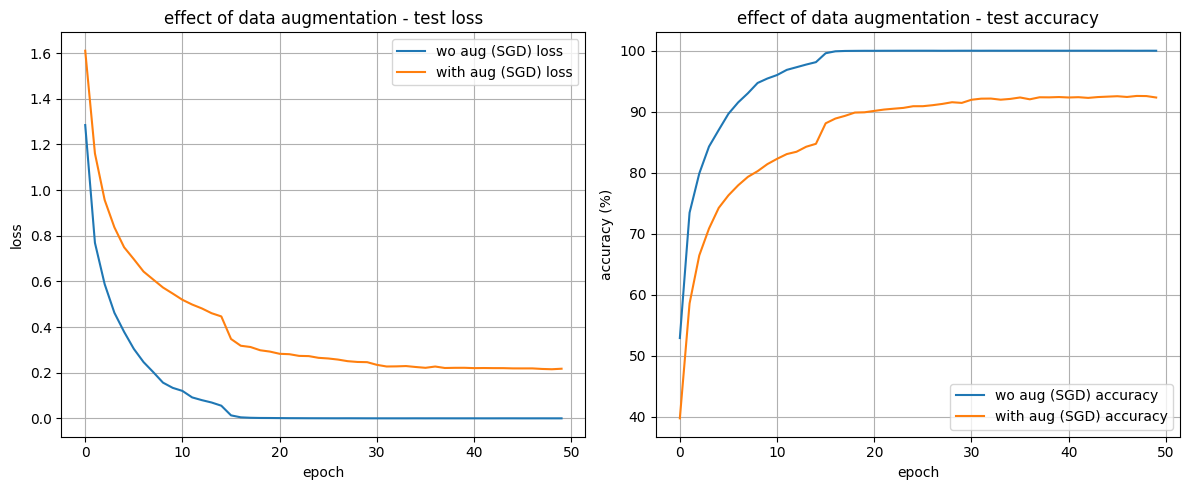 effect of data augmentation - test loss
wo aug (SGD) loss
with aug (SGD) loss
1.6
1.4
1.2
1.0
0.8
0.6
0.4
0.2
0.0
loss
0
10
20
30
40
50
epoch
effect of data augmentation - test accuracy
100
90
80
70
60
50
40
accuracy (%)
wo aug (SGD) accuracy
with aug (SGD) accuracy
0
10
20
30
40
50
epoch